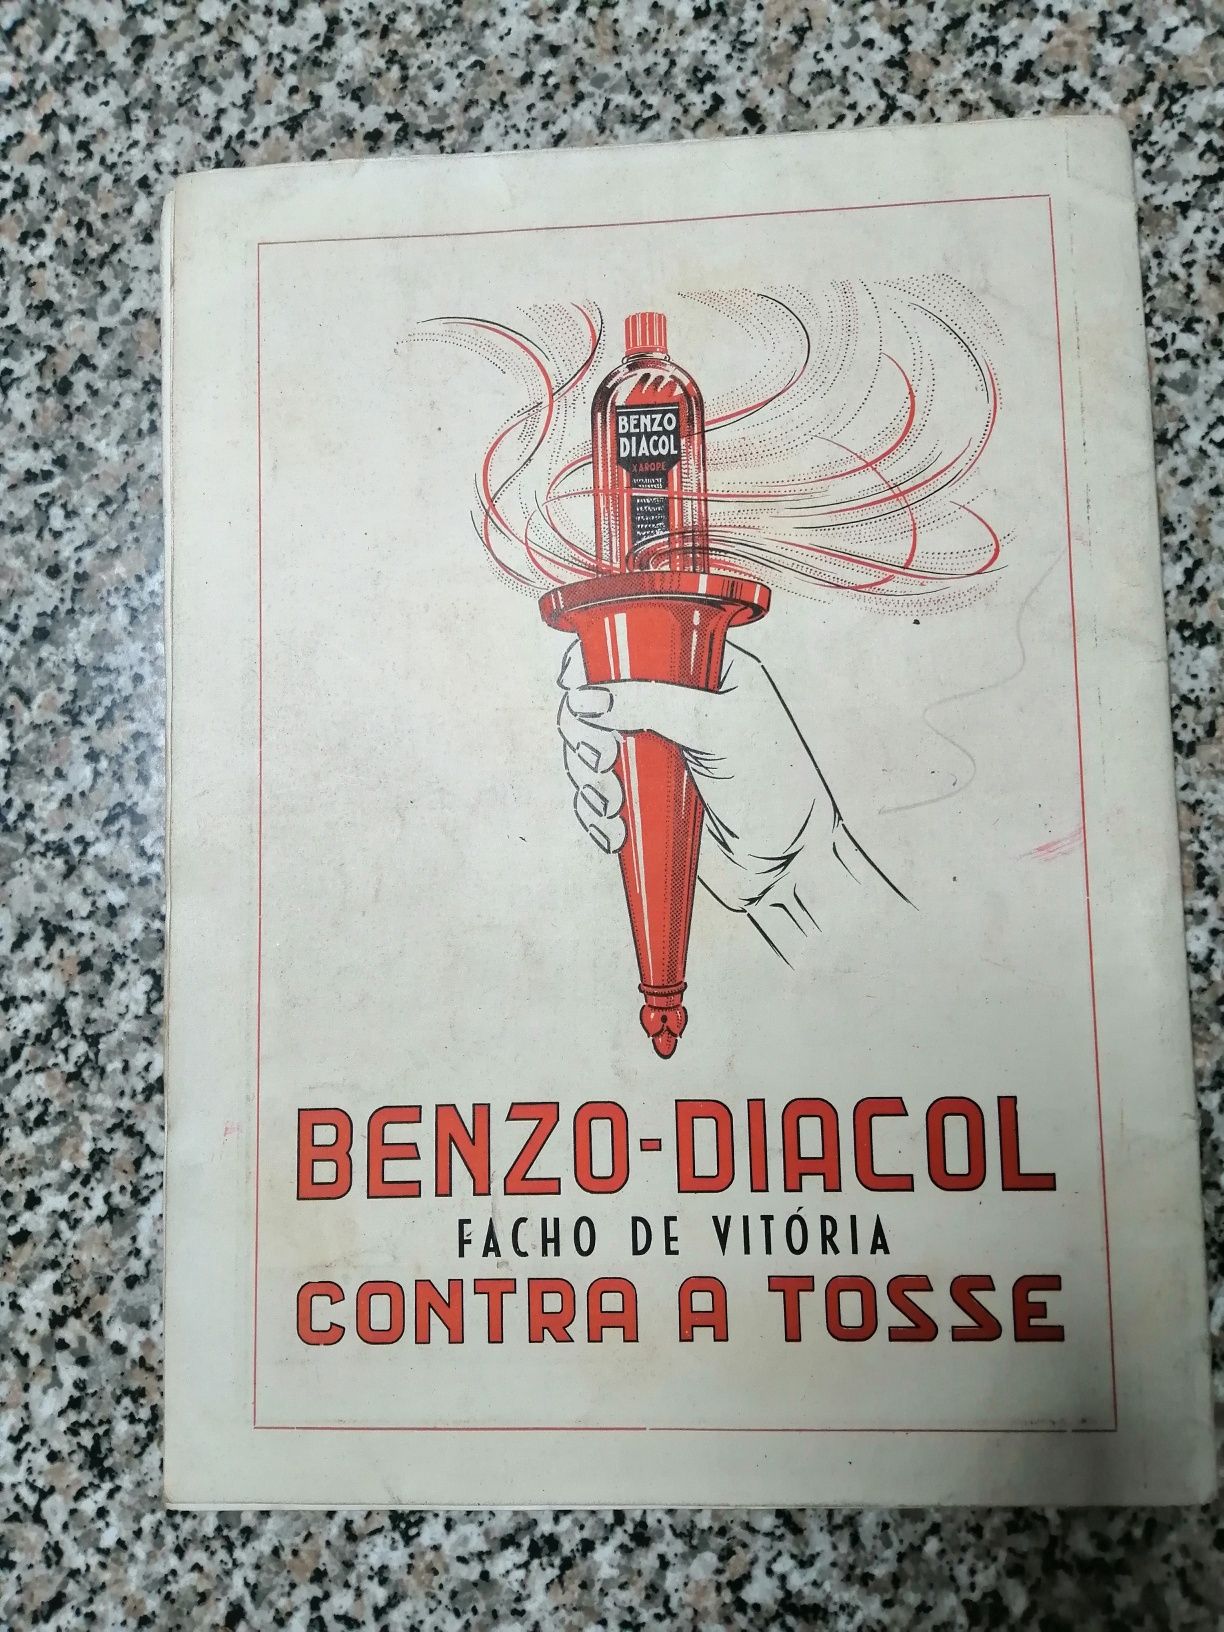 BENZO
DIACOL
XAROPE
BENZO-DIACOL
FACHO DE VITÓRIA
CONTRA A TOSSE